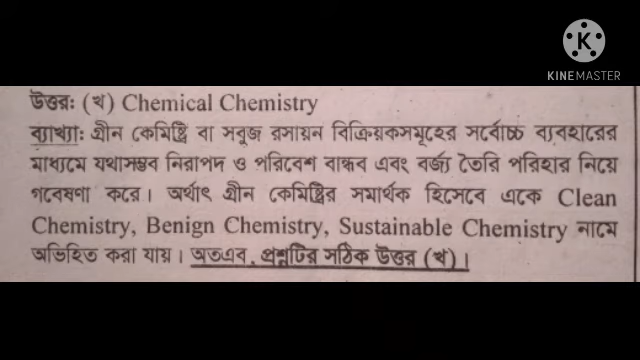 K
KINEMASTER
উত্তর: (খ) Chemical Chemistry
ব্যাখ্যা: গ্রীন কেমিস্ট্রি বা সবুজ রসায়ন বিক্রিয়কসমূহের সর্বোচ্চ ব্যবহারের
মাধ্যমে যথাসম্ভব নিরাপদ ও পরিবেশ বান্ধব এবং বর্জ্য তৈরি পরিহার নিয়ে
গবেষণা করে। অর্থাৎ গ্রীন কেমিস্ট্রির সমার্থক হিসেবে একে Clean
Chemistry, Benign Chemistry, Sustainable Chemistry নামে
অভিহিত করা যায়। অতএব, প্রশ্নটির সঠিক উত্তর (খ)।